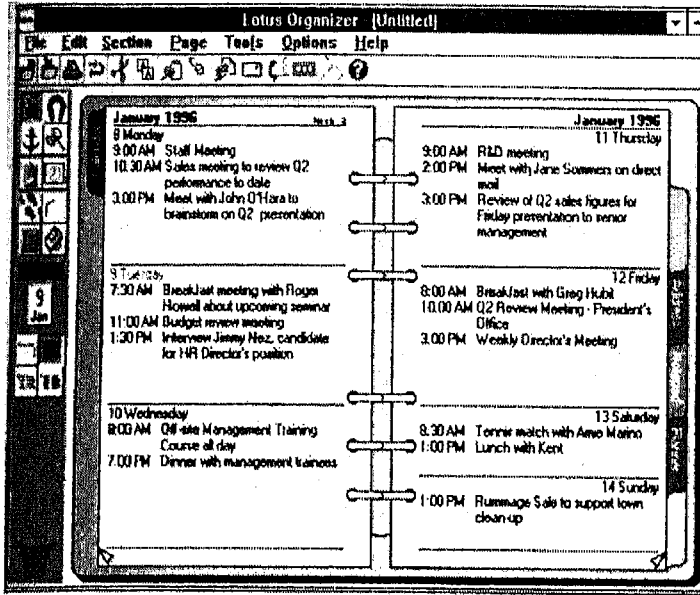 Lotus Organizer - [Untitled]
File Edit Section Page Tools Options Help
January 1996
8 Monday
9:00 AM Staff Meeting
10:30 AM Sales meeting to review Q2
performance to date
3:00 PM Meet with John O'Hara to
brainstorm on Q2 presentation
9 Tuesday
7:30 AM Breakfast meeting with Roger
Howell about upcoming seminar
11:00 AM Budget review meeting
1:30 PM Interview Jimmy Nez, candidate
for HR Director's position
10 Wednesday
8:00 AM Off-site Management Training
Course all day
7:00 PM Dinner with management trainees
January 1996
11 Thursday
9:00 AM R&D meeting
2:00 PM Meet with Jane Sommers on direct
mail
3:00 PM Review of Q2 sales figures for
Friday presentation to senior
management
12 Friday
8:00 AM Breakfast with Greg Hubit
10:00 AM Q2 Review Meeting - President's
Office
3:00 PM Weekly Director's Meeting
13 Saturday
8:30 AM Tennis match with Arno Marino
1:00 PM Lunch with Kent
14 Sunday
1:00 PM Rummage Sale to support town
clean-up
9
Jan